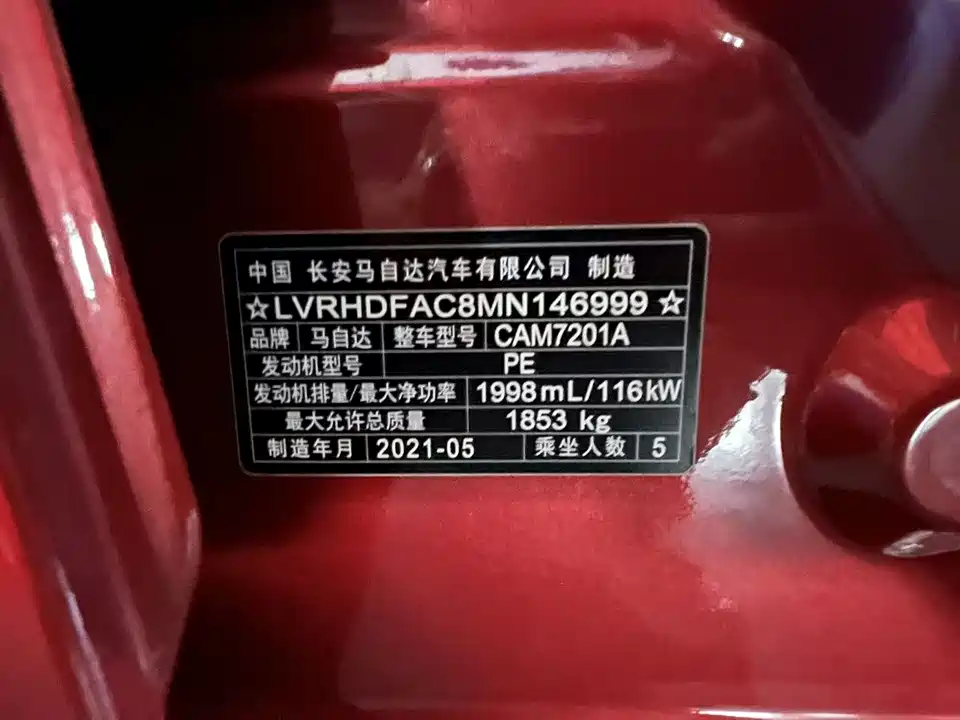 中国 长安马自达汽车有限公司 制造
☆LVRHDFAC8MN146999☆
品牌 马自达 整车型号 CAM7201A
发动机型号 PE
发动机排量/最大净功率 1998mL/116kW
最大允许总质量 1853 kg
制造年月 2021-05 乘坐人数 5